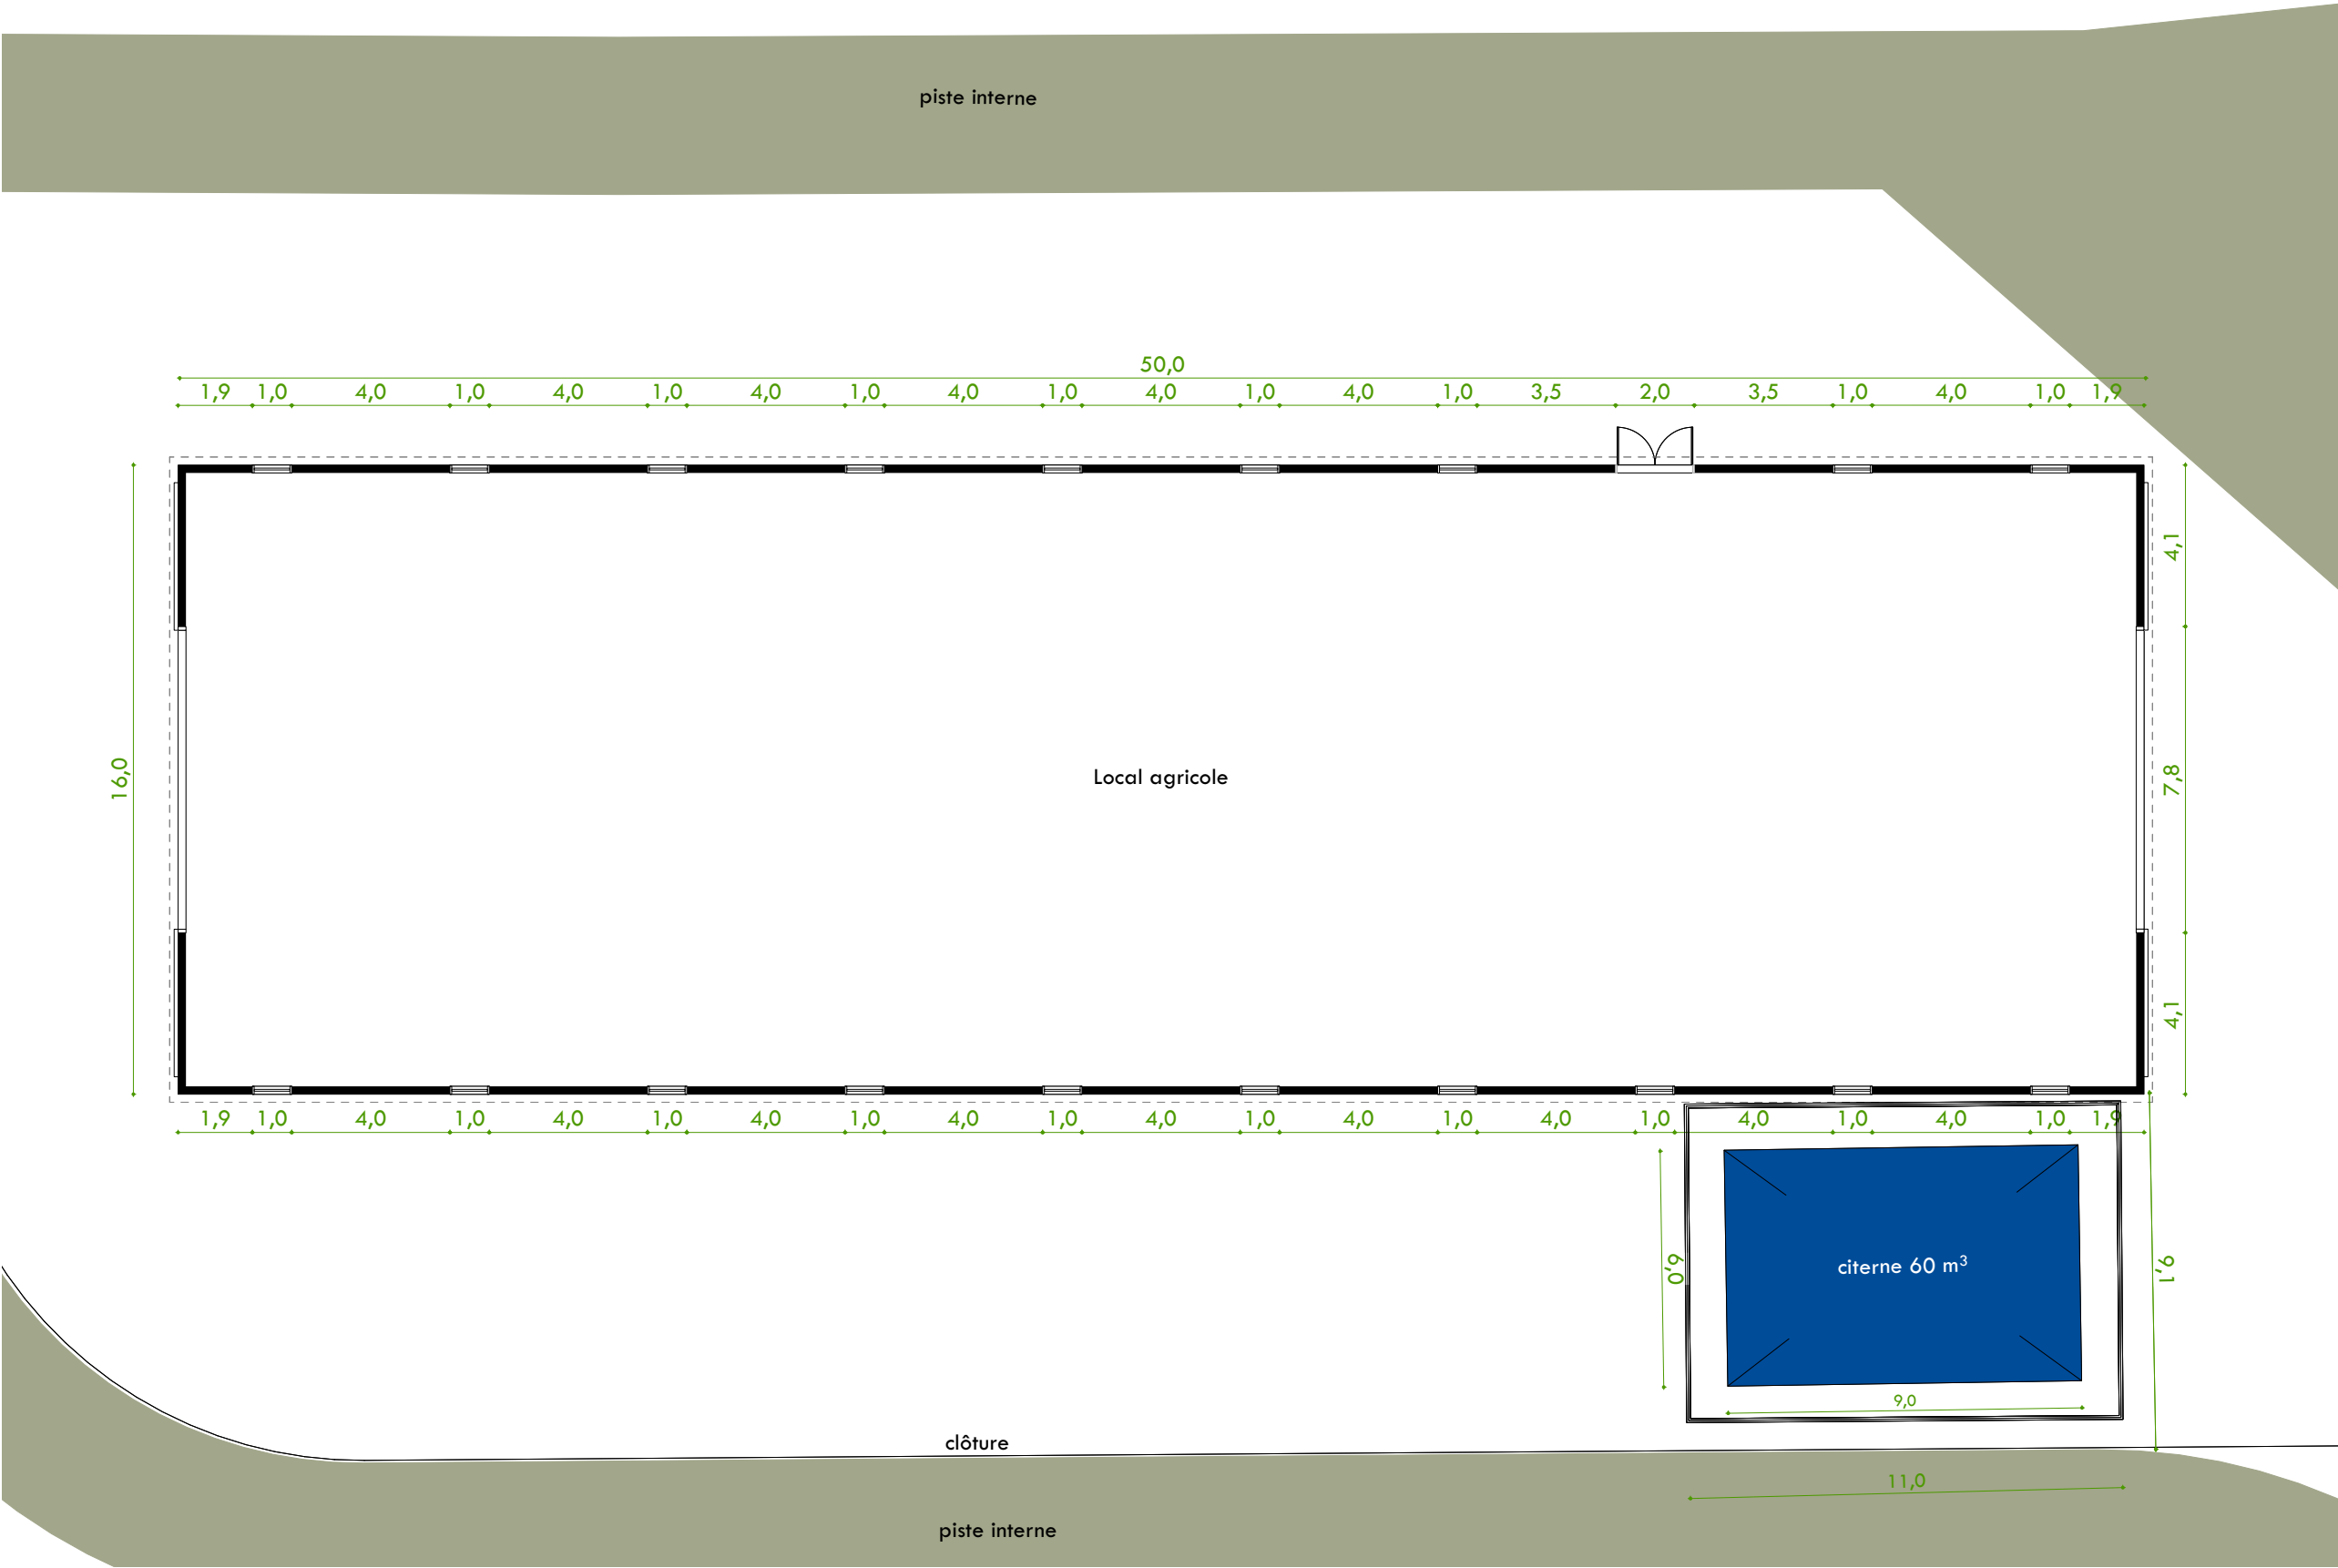 piste interne
50,0
1,9 1,0 4,0 1,0 4,0 1,0 4,0 1,0 4,0 1,0 4,0 1,0 4,0 1,0 3,5 2,0 3,5 1,0 4,0 1,0 1,9
4,1
16,0
Local agricole
7,8
4,1
1,9 1,0 4,0 1,0 4,0 1,0 4,0 1,0 4,0 1,0 4,0 1,0 4,0 1,0 4,0 1,0 4,0 1,0 4,0 1,0 1,9
6,0
citerne 60 m³
9,1
9,0
clôture
11,0
piste interne